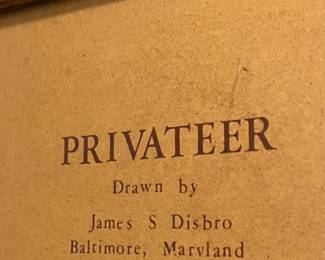 PRIVATEER
Drawn by
James S Disbro
Baltimore, Maryland